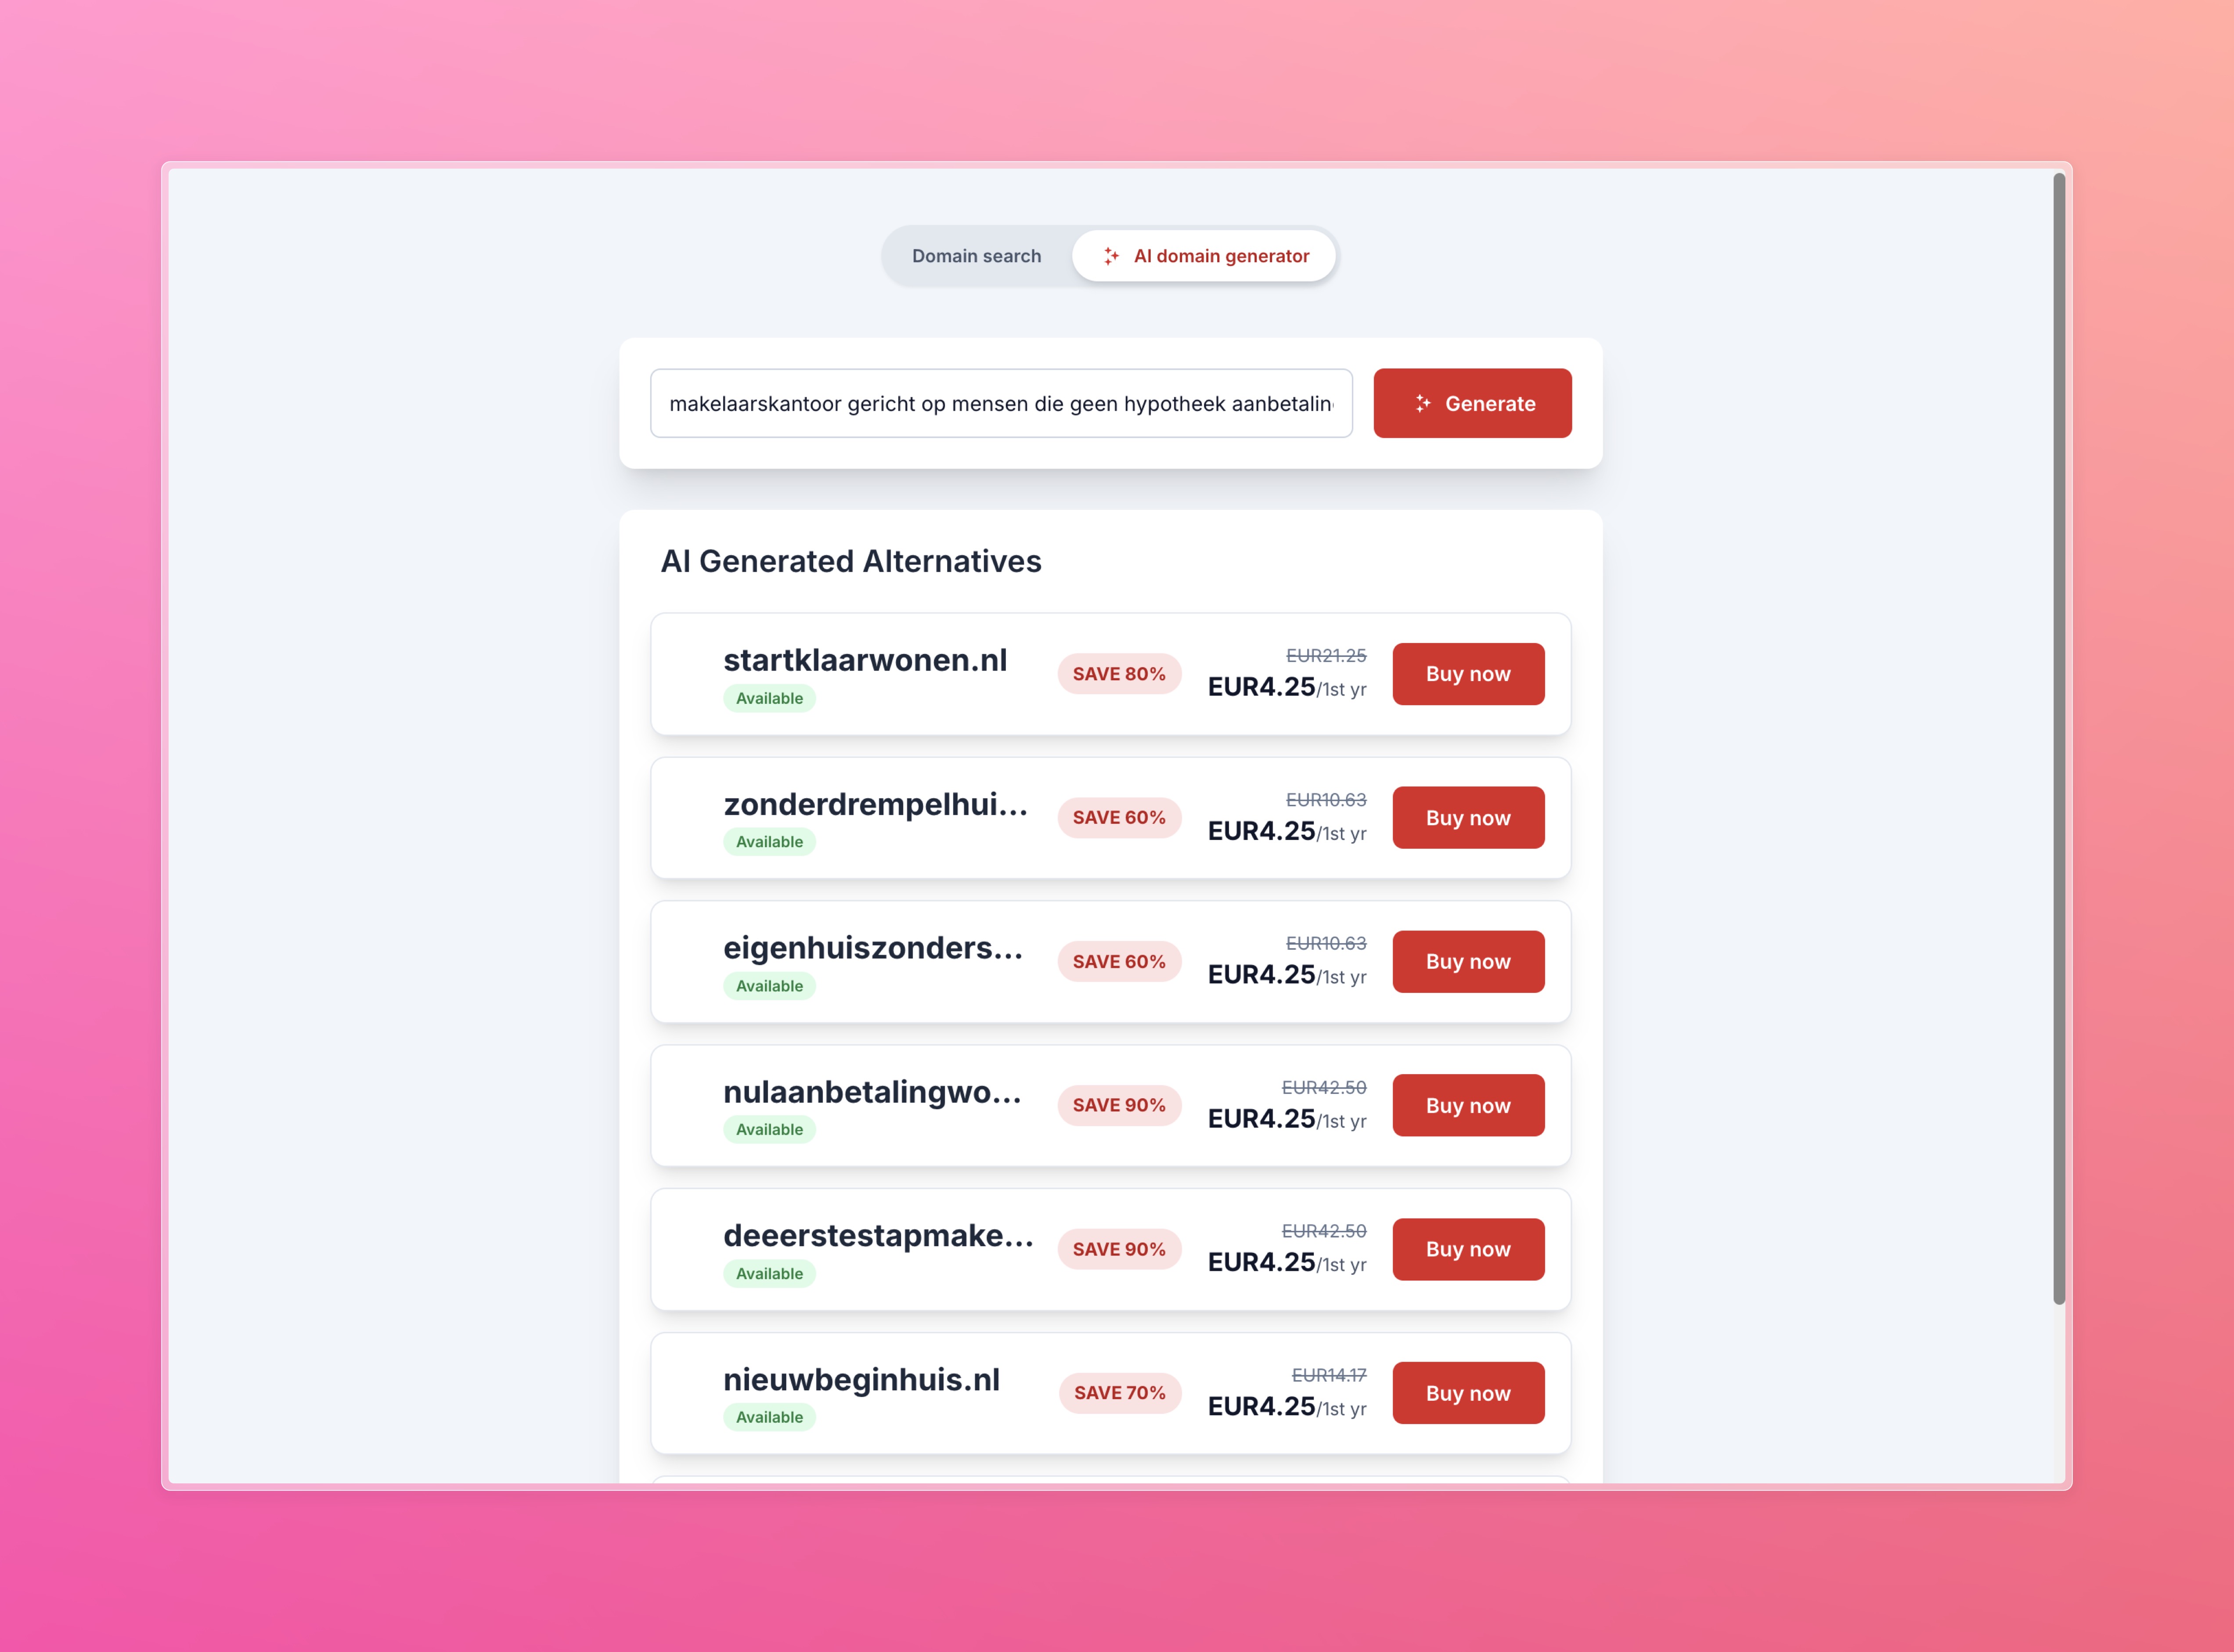 Domain search
AI domain generator
makelaarskantoor gericht op mensen die geen hypotheek aanbetalin
Generate
AI Generated Alternatives
startklaarwonen.nl
Available
SAVE 80%
EUR21.25
EUR4.25/1st yr
Buy now
zonderdrempelhui...
Available
SAVE 60%
EUR10.63
EUR4.25/1st yr
Buy now
eigenhuiszonders...
Available
SAVE 60%
EUR10.63
EUR4.25/1st yr
Buy now
nulaanbetalingwo...
Available
SAVE 90%
EUR42.50
EUR4.25/1st yr
Buy now
deeerstestapmake...
Available
SAVE 90%
EUR42.50
EUR4.25/1st yr
Buy now
nieuwbeginhuis.nl
Available
SAVE 70%
EUR14.17
EUR4.25/1st yr
Buy now